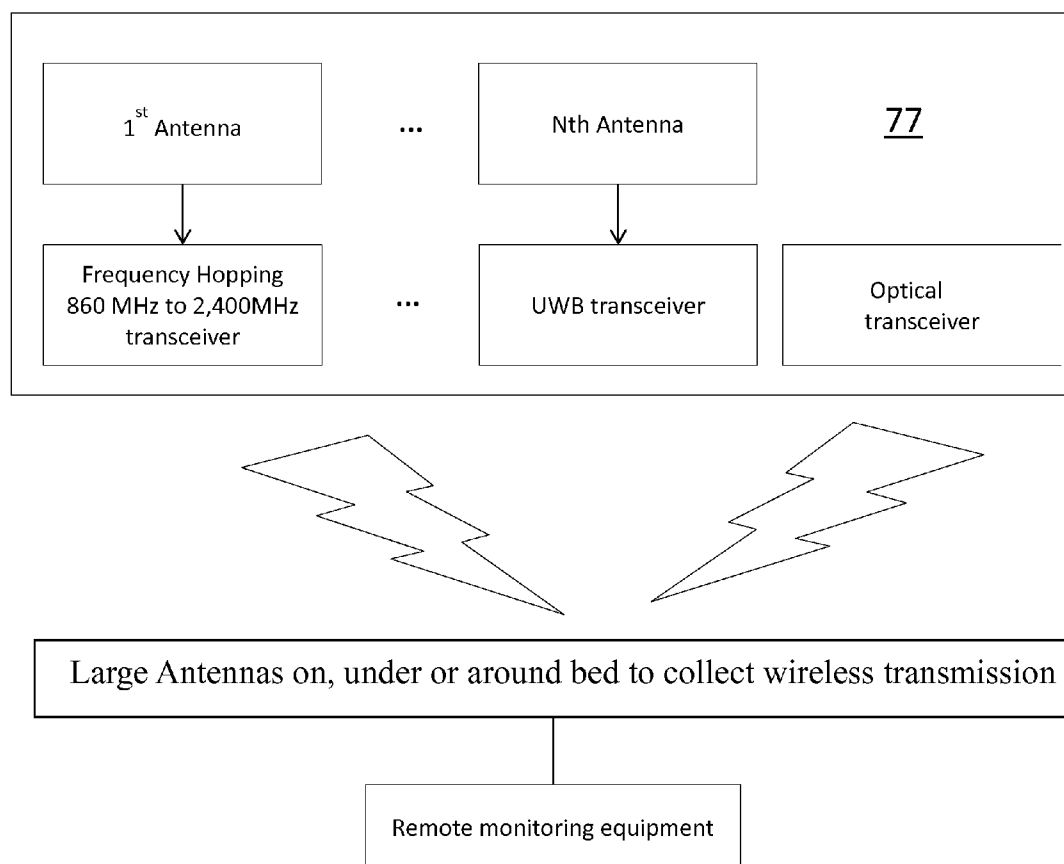 1st Antenna
...
Nth Antenna
77
Frequency Hopping
860 MHz to 2,400MHz
transceiver
...
UWB transceiver
Optical
transceiver
Large Antennas on, under or around bed to collect wireless transmission
Remote monitoring equipment